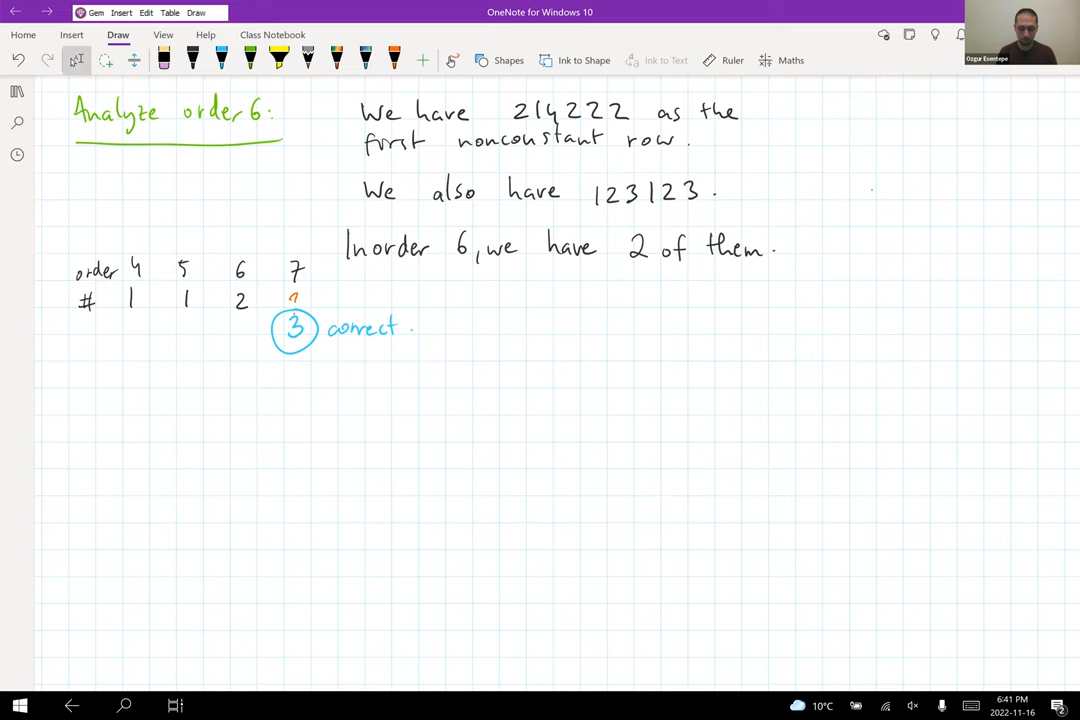 Gem Insert Edit Table Draw
OneNote for Windows 10
Home Insert Draw View Help Class Notebook
Shapes Ink to Shape Ink to Text Ruler Maths
Ozgur Esentepe
Analyze order 6:
We have 214222 as the
first nonconstant row.
We also have 123123.
In order 6, we have 2 of them.
order 4 5 6 7
# 1 1 2 ?
3 correct.
10°C
6:41 PM
2022-11-16
2